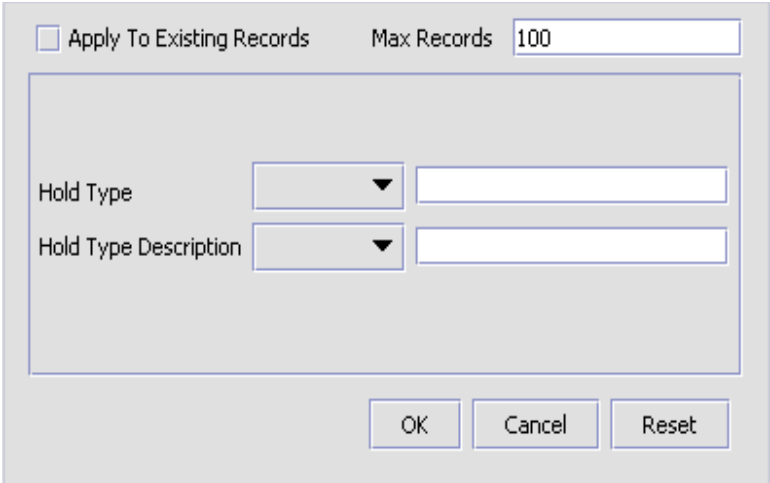 Apply To Existing Records Max Records 100
Hold Type
Hold Type Description
OK Cancel Reset